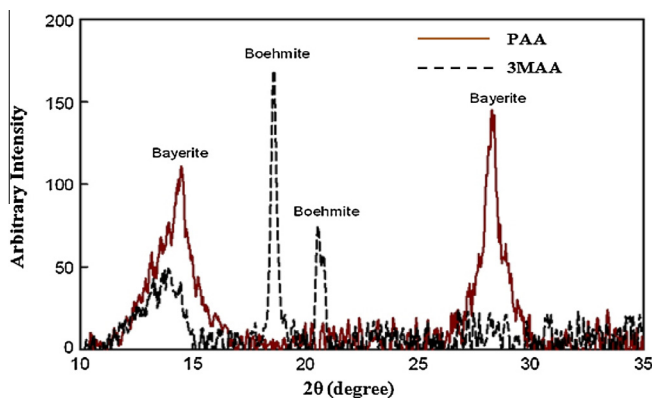 200
150
100
50
0
Arbitrary Intensity
PAA
3MAA
Bayerite
Boehmite
Boehmite
Bayerite
10 15 20 25 30 35
2θ (degree)